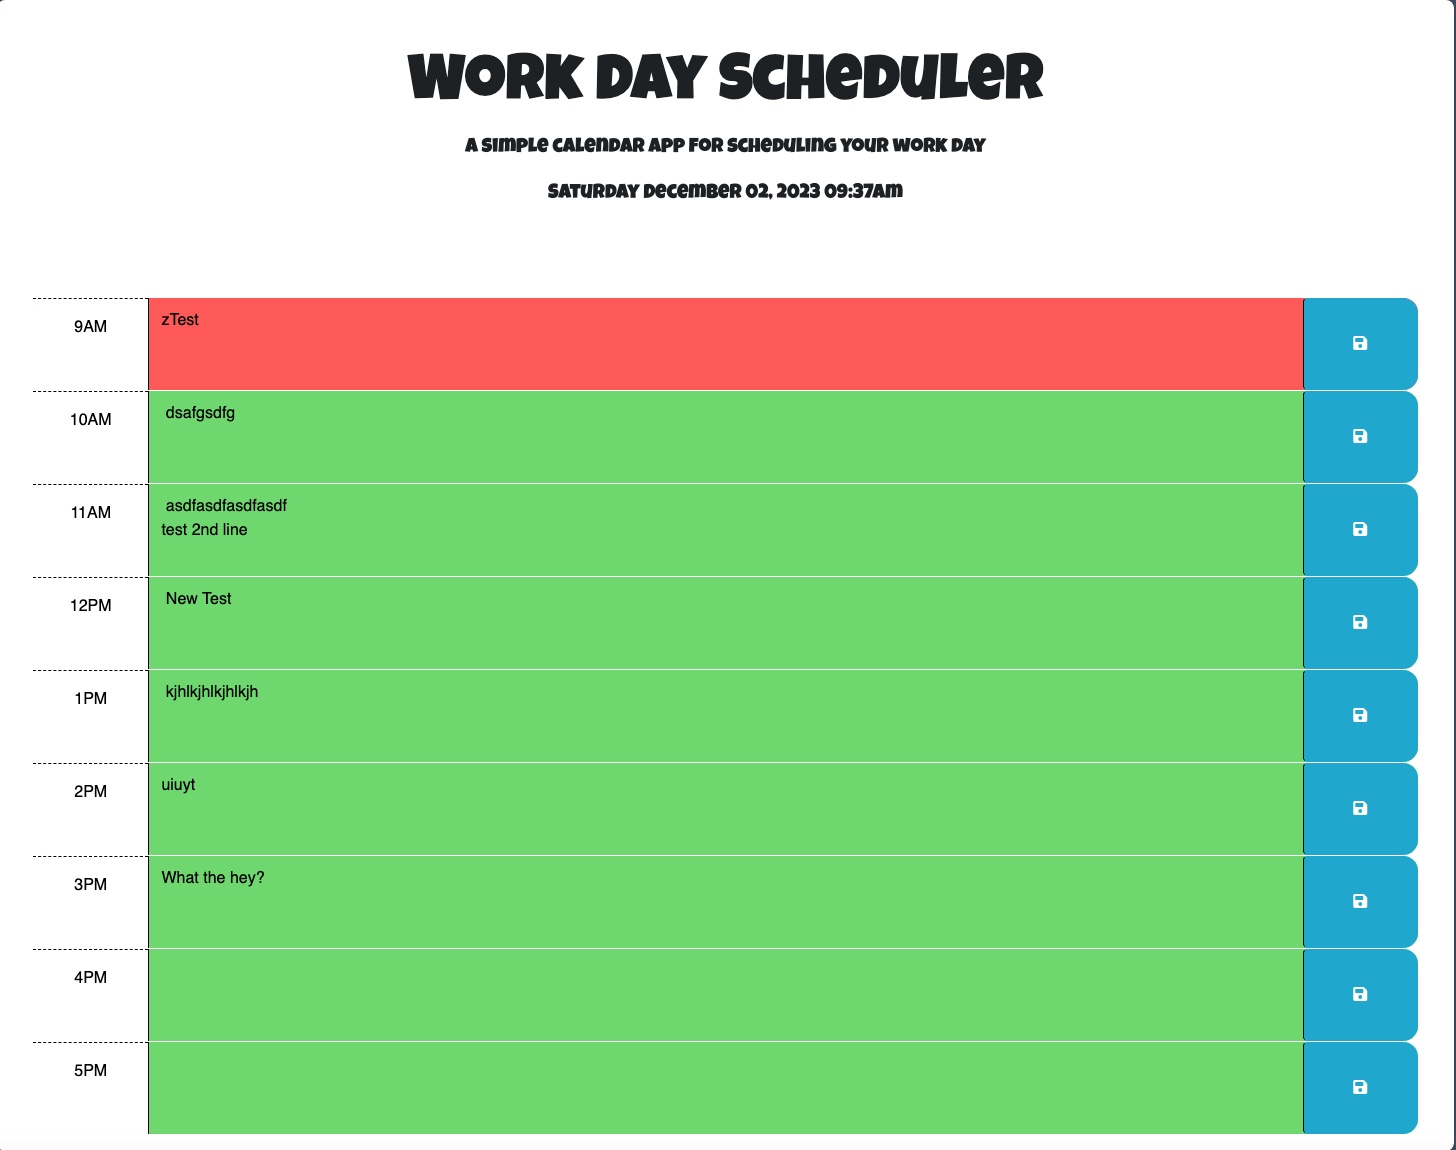 Work Day Scheduler
A simple calendar app for scheduling your work day
Saturday December 02, 2023 09:37am
9AM
zTest
10AM
dsafgsdfg
11AM
asdfasdfasdfasdf
test 2nd line
12PM
New Test
1PM
kjhlkjhlkjhlkjh
2PM
uiuyt
3PM
What the hey?
4PM
5PM